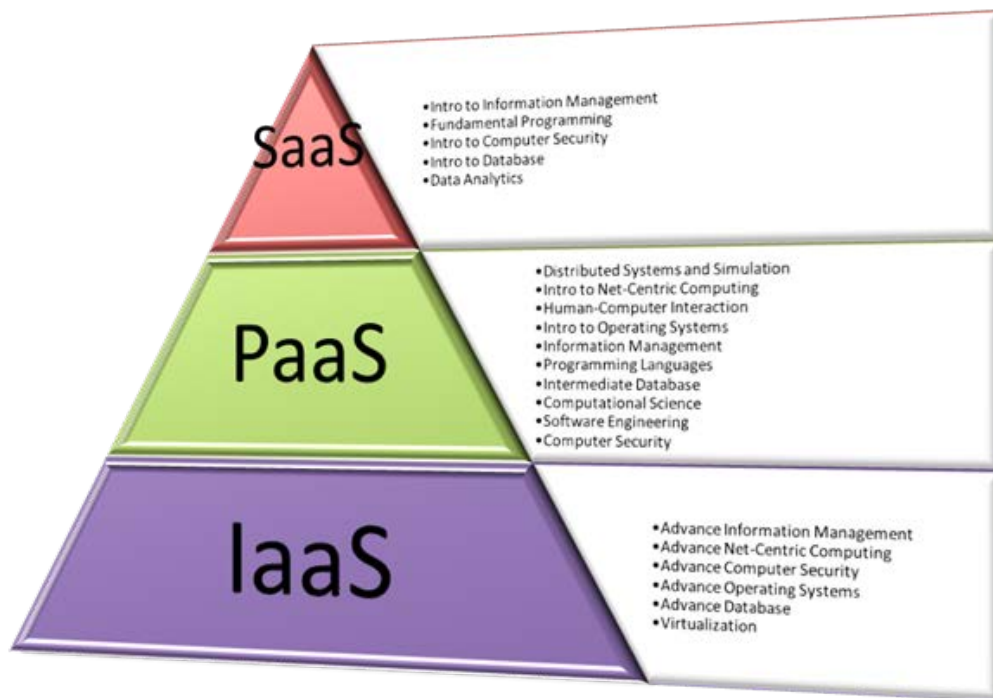 SaaS
•Intro to Information Management
•Fundamental Programming
•Intro to Computer Security
•Intro to Database
•Data Analytics
PaaS
•Distributed Systems and Simulation
•Intro to Net-Centric Computing
•Human-Computer Interaction
•Intro to Operating Systems
•Information Management
•Programming Languages
•Intermediate Database
•Computational Science
•Software Engineering
•Computer Security
IaaS
•Advance Information Management
•Advance Net-Centric Computing
•Advance Computer Security
•Advance Operating Systems
•Advance Database
•Virtualization